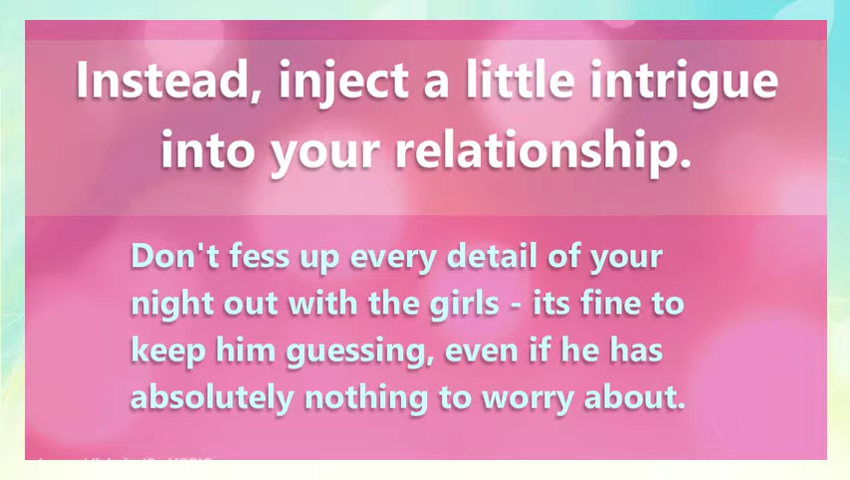 Instead, inject a little intrigue
into your relationship.
Don't fess up every detail of your
night out with the girls - its fine to
keep him guessing, even if he has
absolutely nothing to worry about.